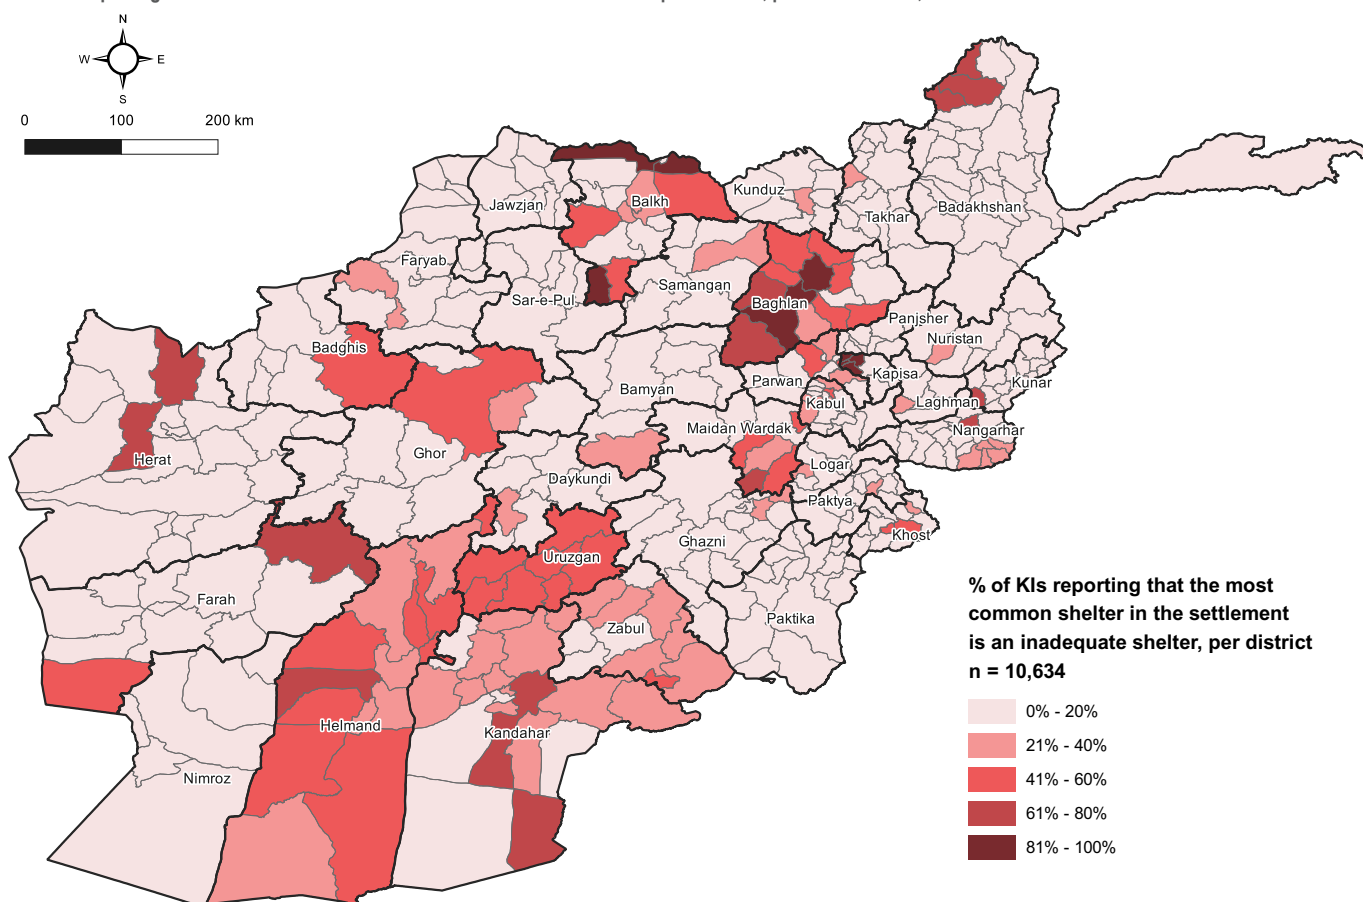 N
W E
S
0 100 200 km
Jawzjan
Balkh
Kunduz
Takhar
Badakhshan
Faryab
Sar-e-Pul
Samangan
Baghlan
Panjsher
Nuristan
Badghis
Bamyan
Parwan
Kapisa
Kunar
Kabul
Laghman
Maidan Wardak
Nangarhar
Herat
Ghor
Logar
Daykundi
Paktya
Ghazni
Khost
Uruzgan
Farah
Zabul
Paktika
Helmand
Kandahar
Nimroz
% of KIs reporting that the most
common shelter in the settlement
is an inadequate shelter, per district
n = 10,634
0% - 20%
21% - 40%
41% - 60%
61% - 80%
81% - 100%